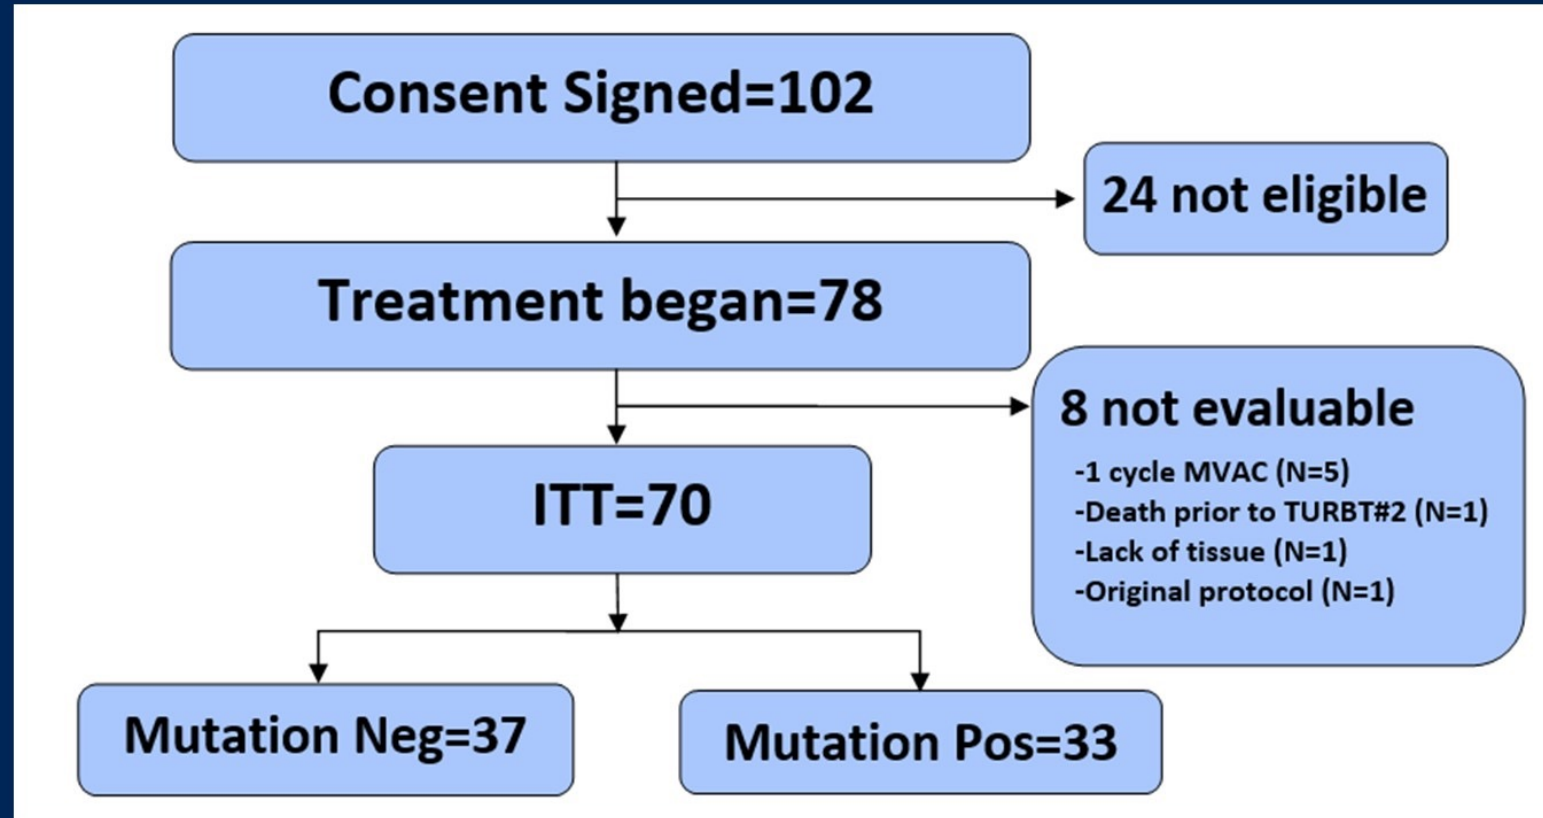 Consent Signed=102
24 not eligible
Treatment began=78
8 not evaluable
-1 cycle MVAC (N=5)
-Death prior to TURBT#2 (N=1)
-Lack of tissue (N=1)
-Original protocol (N=1)
ITT=70
Mutation Neg=37
Mutation Pos=33